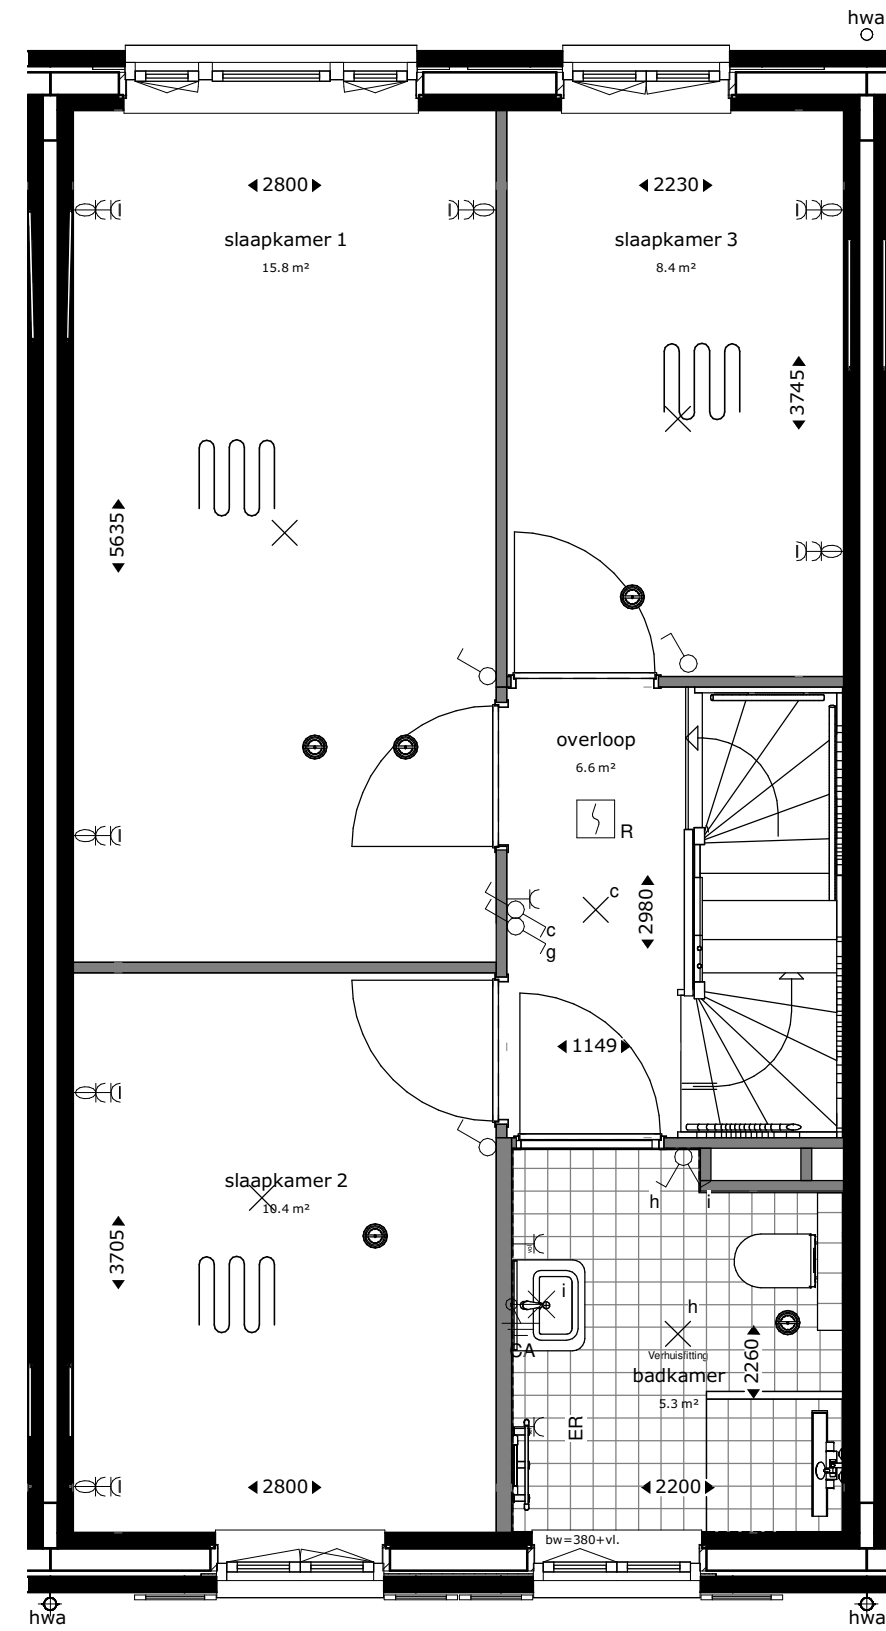 hwa
2800
2230
slaapkamer 1
15.8 m²
slaapkamer 3
8.4 m²
3745
5635
overloop
6.6 m²
R
c
2980
c
g
1149
h
i
slaapkamer 2
10.4 m²
3705
i
h
CA
Verhuisfitting
badkamer
5.3 m²
2260
ER
2800
2200
bw=380+vl.
hwa
hwa